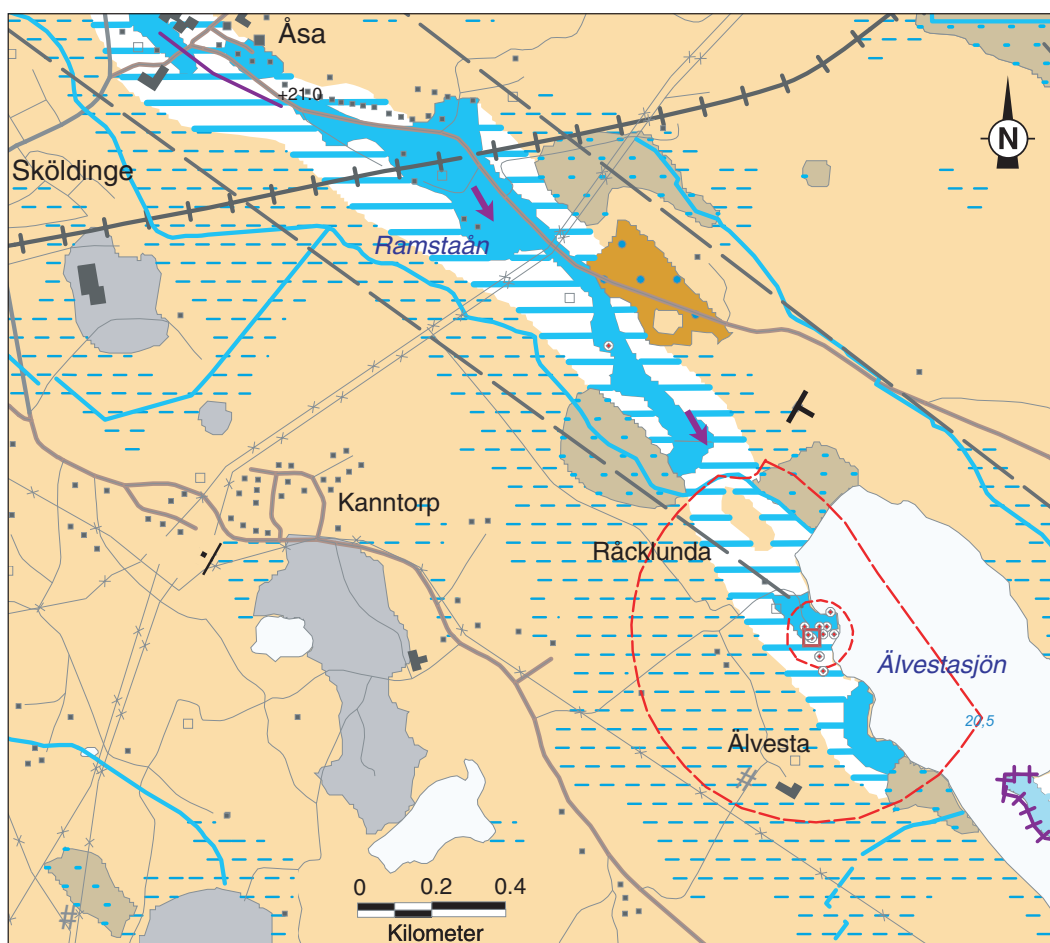 Åsa
+21.0
N
Sköldinge
Ramstaån
Kanntorp
Råcklunda
Älvestasjön
20,5
Älvesta
0 0.2 0.4
Kilometer